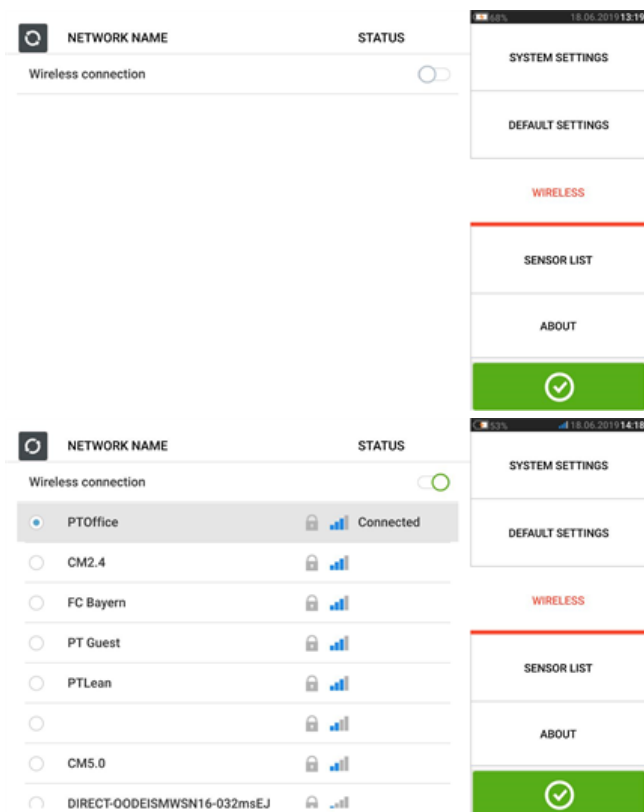 NETWORK NAME STATUS
Wireless connection
68% 18.06.2019 13:19
SYSTEM SETTINGS
DEFAULT SETTINGS
WIRELESS
SENSOR LIST
ABOUT
NETWORK NAME STATUS
Wireless connection
PTOffice Connected
CM2.4
FC Bayern
PT Guest
PTLean
CM5.0
DIRECT-OODEISMWSN16-032msEJ
53% 18.06.2019 14:18
SYSTEM SETTINGS
DEFAULT SETTINGS
WIRELESS
SENSOR LIST
ABOUT